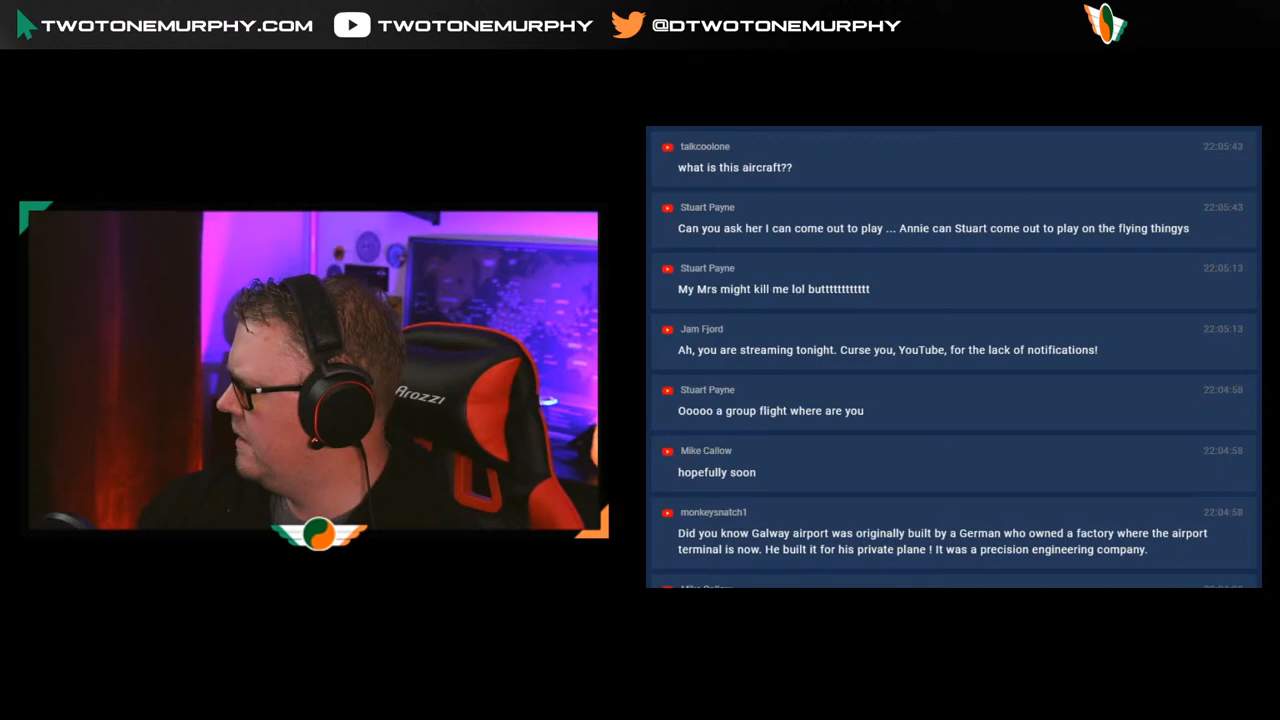 TWOTONEMURPHY.COM TWOTONEMURPHY @DTWOTONEMURPHY
Arozzi
talkcoolone 22:05:43
what is this aircraft??
Stuart Payne 22:05:43
Can you ask her I can come out to play ... Annie can Stuart come out to play on the flying thingys
Stuart Payne 22:05:13
My Mrs might kill me lol buttttttttttt
Jam Fjord 22:05:13
Ah, you are streaming tonight. Curse you, YouTube, for the lack of notifications!
Stuart Payne 22:04:58
Ooooo a group flight where are you
Mike Callow 22:04:58
hopefully soon
monkeysnatch1 22:04:58
Did you know Galway airport was originally built by a German who owned a factory where the airport
terminal is now. He built it for his private plane ! It was a precision engineering company.